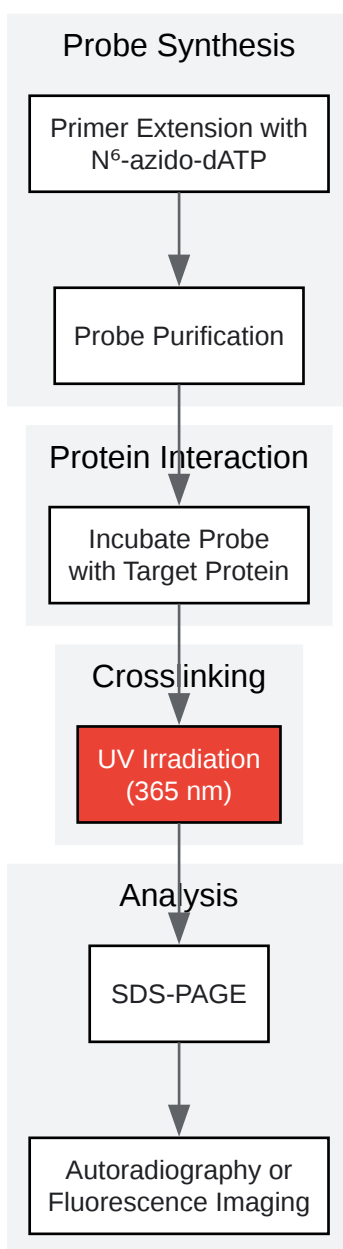 Probe Synthesis
Primer Extension with
N⁶-azido-dATP
Probe Purification
Protein Interaction
Incubate Probe
with Target Protein
Crosslinking
UV Irradiation
(365 nm)
Analysis
SDS-PAGE
Autoradiography or
Fluorescence Imaging